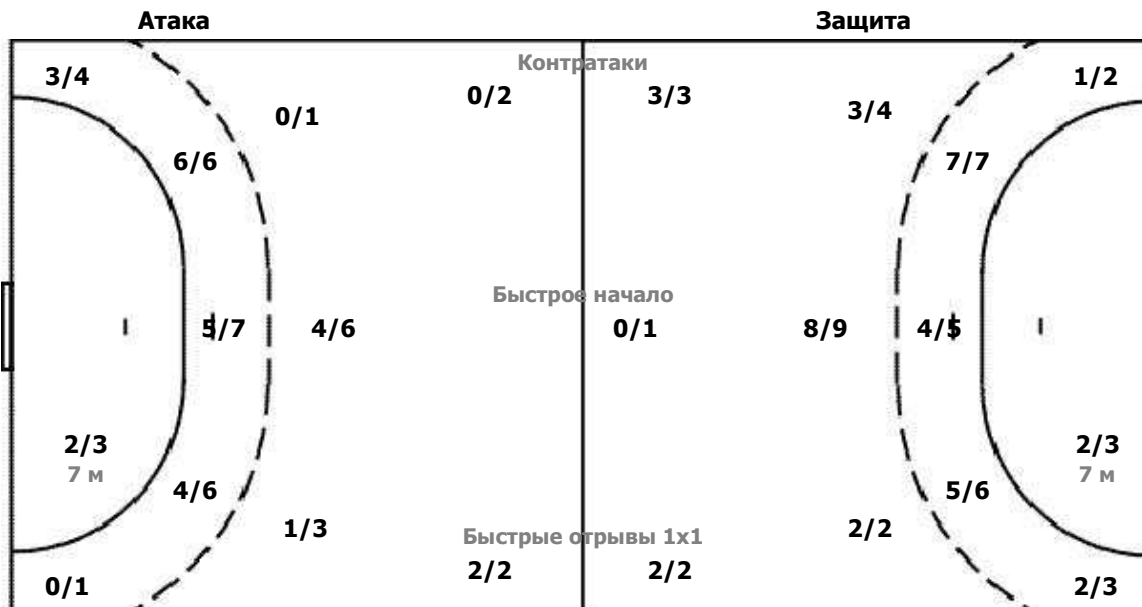 Атака Защита
Контратаки
3/4 1/2
0/2 3/3
0/1 3/4
6/6 7/7
Быстрое начало
5/7 4/6 0/1 8/9 4/5
2/3 2/3
7 м 7 м
4/6 5/6
1/3 2/2
Быстрые отрывы 1х1
2/2 2/2
0/1 2/3